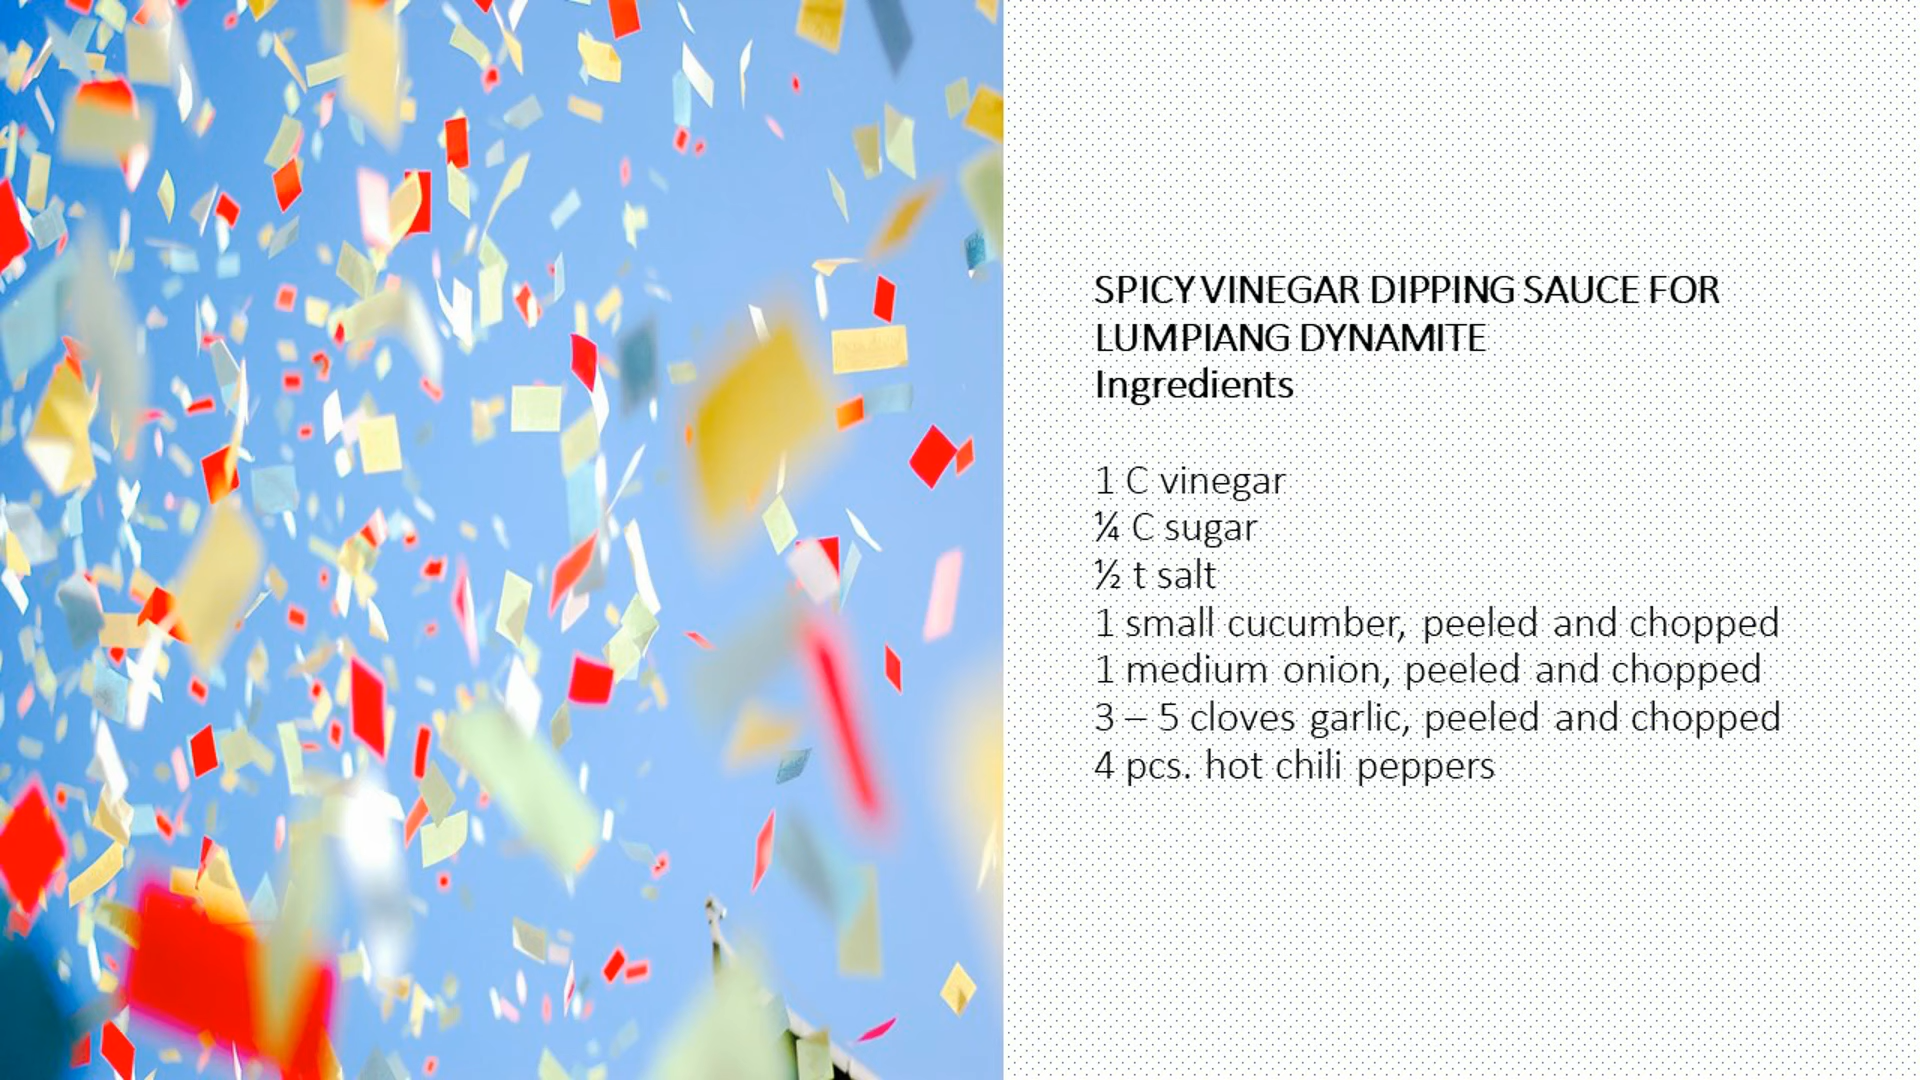 SPICY VINEGAR DIPPING SAUCE FOR
LUMPIANG DYNAMITE
Ingredients
1 C vinegar
¼ C sugar
½ t salt
1 small cucumber, peeled and chopped
1 medium onion, peeled and chopped
3 – 5 cloves garlic, peeled and chopped
4 pcs. hot chili peppers